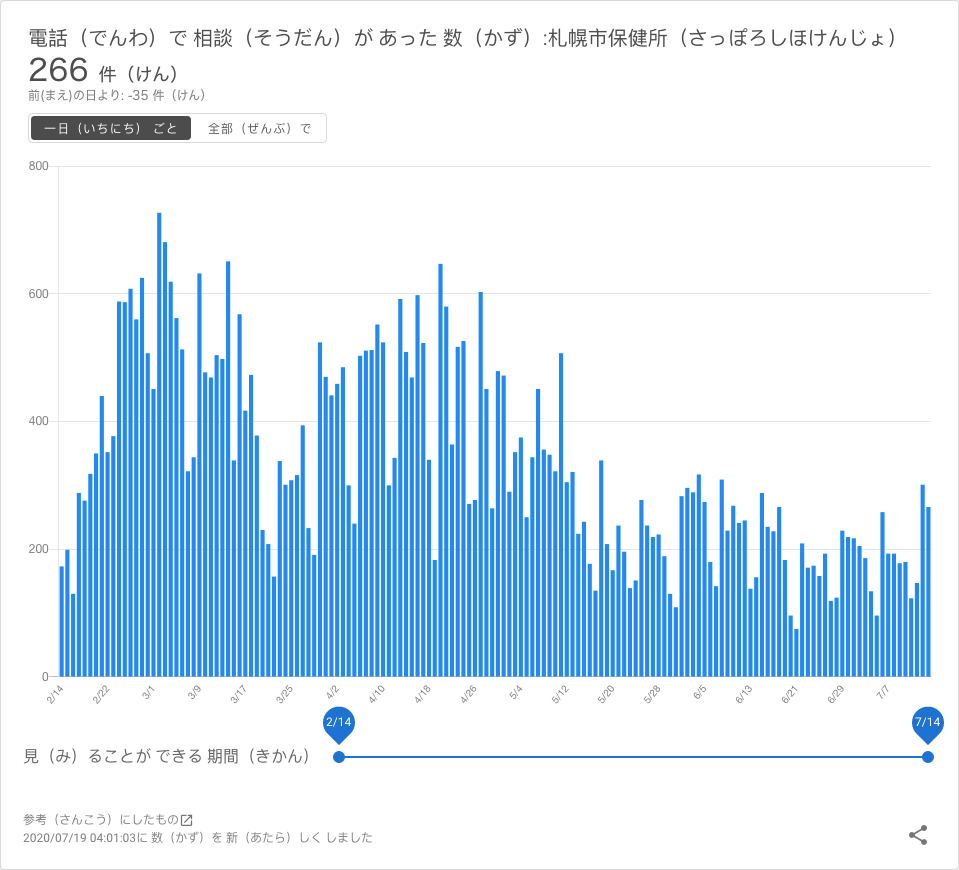 電話（でんわ）で 相談（そうだん）が あった 数（かず）:札幌市保健所（さっぽろしほけんじょ）
266 件（けん）
前(まえ)の日より: -35 件（けん）
一日（いちにち） ごと
全部（ぜんぶ）で
800
600
400
200
0
2/14 2/22 3/1 3/9 3/17 3/25 4/2 4/10 4/18 4/26 5/4 5/12 5/20 5/28 6/5 6/13 6/21 6/29 7/7
2/14 7/14
見（み）ることが できる 期間（きかん）
参考（さんこう）にしたもの
2020/07/19 04:01:03に 数（かず）を 新（あたら）しく しました